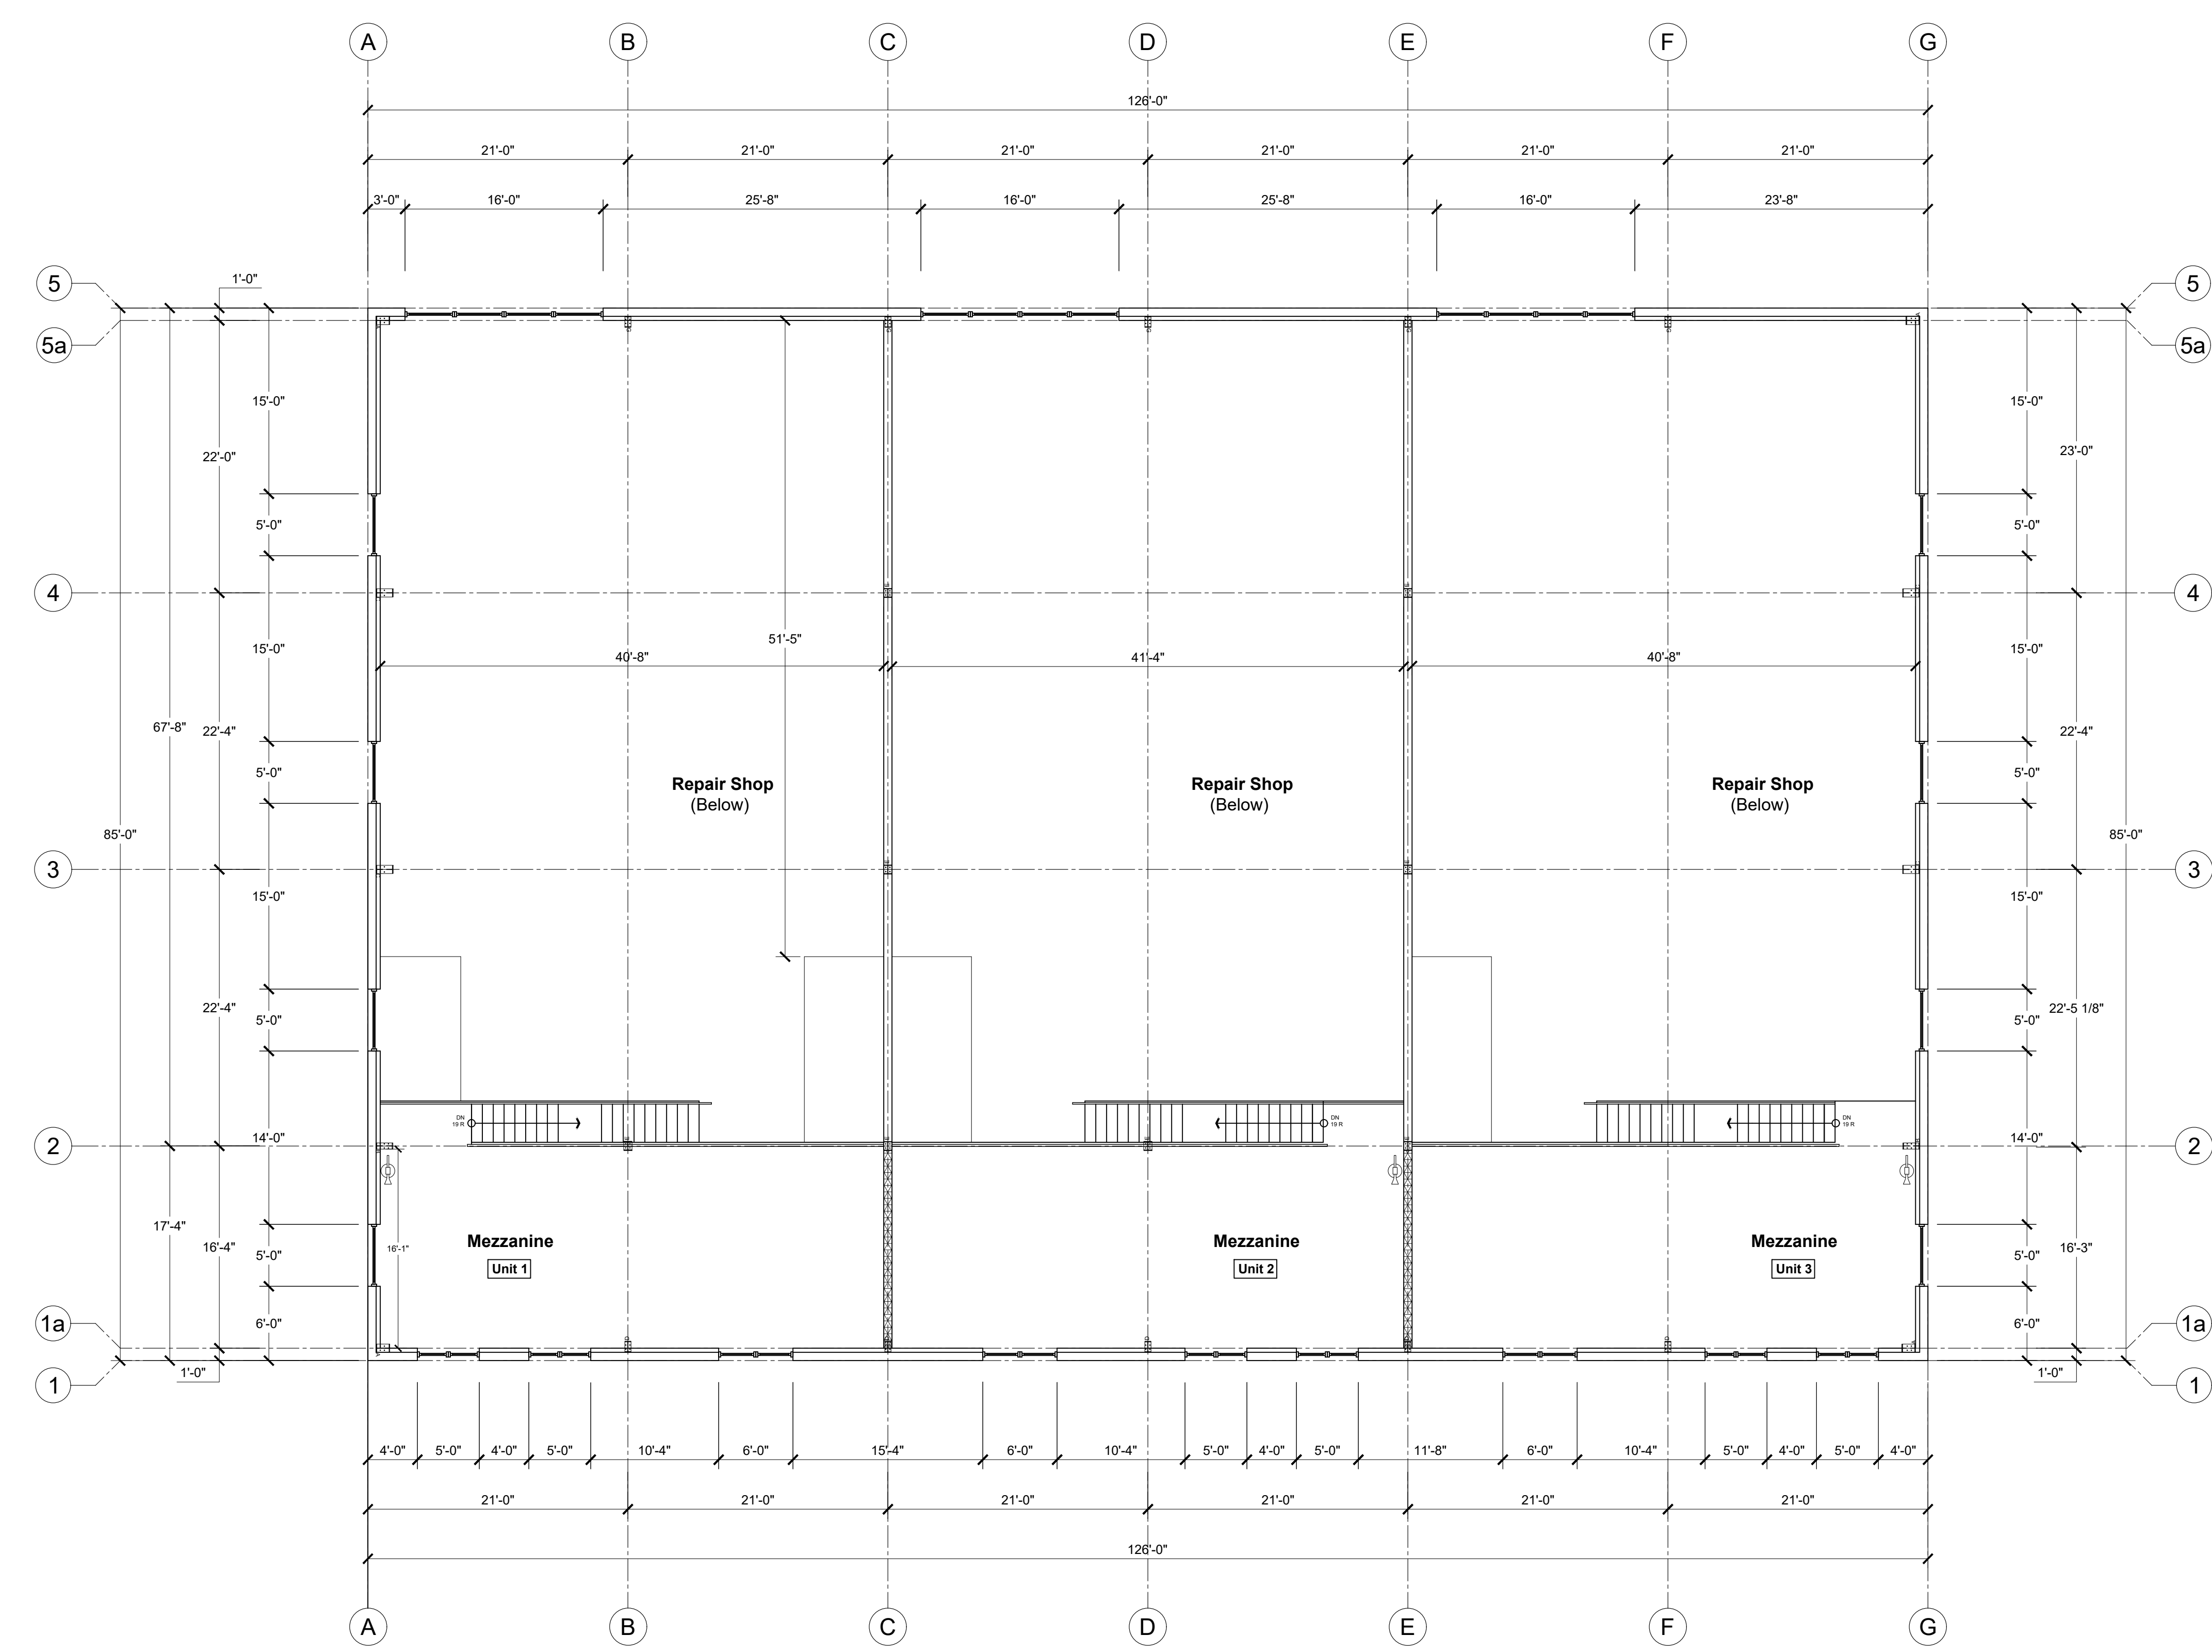 A B C D E F G
126'-0"
21'-0" 21'-0" 21'-0" 21'-0" 21'-0" 21'-0"
3'-0" 16'-0" 25'-8" 16'-0" 25'-8" 16'-0" 23'-8"
5 1'-0" 5
5a 5a
15'-0" 15'-0"
22'-0" 23'-0"
5'-0" 5'-0"
4 4
51'-5"
15'-0" 15'-0"
40'-8" 41'-4" 40'-8"
67'-8" 22'-4" 22'-4"
5'-0" 5'-0"
Repair Shop Repair Shop Repair Shop
(Below) (Below) (Below)
85'-0" 85'-0"
3 3
15'-0" 15'-0"
22'-4" 22'-5 1/8"
5'-0" 5'-0"
DN DN DN
19 R 19 R 19 R
14'-0" 14'-0"
2 2
17'-4"
Mezzanine Mezzanine Mezzanine
16'-4" 16'-1" 16'-3"
5'-0" 5'-0"
Unit 1 Unit 2 Unit 3
1a 6'-0" 6'-0" 1a
1'-0" 1'-0"
1 1
4'-0" 5'-0" 4'-0" 5'-0" 10'-4" 6'-0" 15'-4" 6'-0" 10'-4" 5'-0" 4'-0" 5'-0" 11'-8" 6'-0" 10'-4" 5'-0" 4'-0" 5'-0" 4'-0"
21'-0" 21'-0" 21'-0" 21'-0" 21'-0" 21'-0"
126'-0"
A B C D E F G